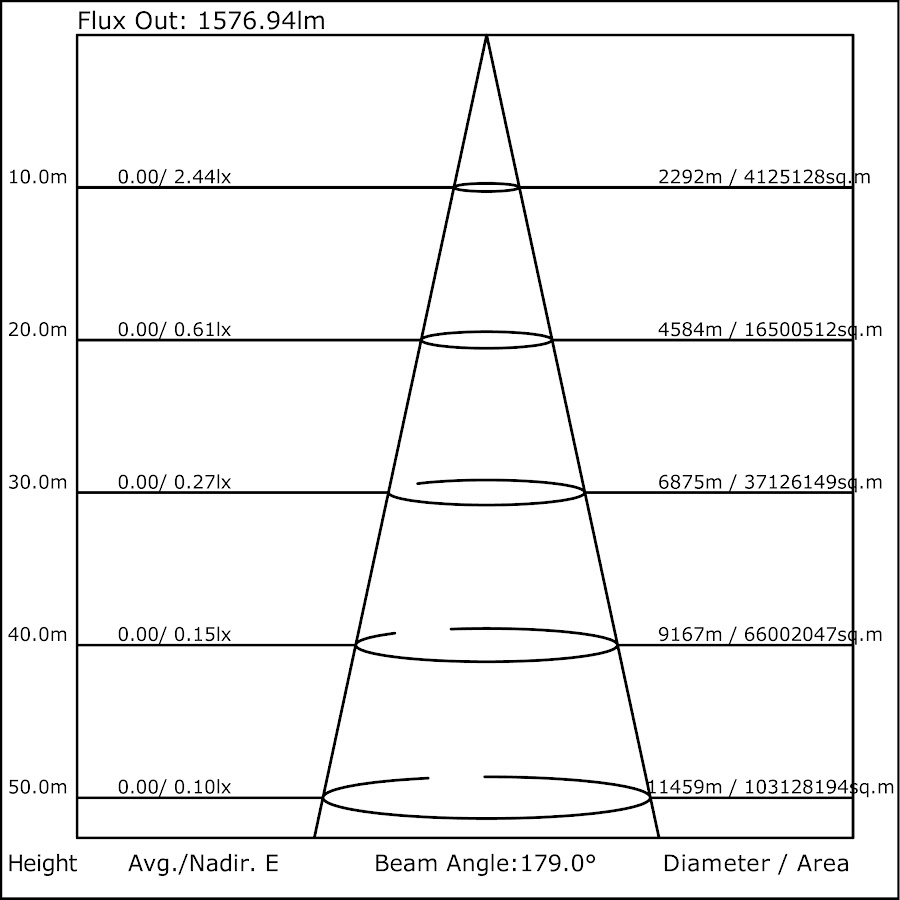 Flux Out: 1576.94lm
10.0m 0.00/ 2.44lx 2292m / 4125128sq.m
20.0m 0.00/ 0.61lx 4584m / 16500512sq.m
30.0m 0.00/ 0.27lx 6875m / 37126149sq.m
40.0m 0.00/ 0.15lx 9167m / 66002047sq.m
50.0m 0.00/ 0.10lx 11459m / 103128194sq.m
Height Avg./Nadir. E Beam Angle:179.0° Diameter / Area